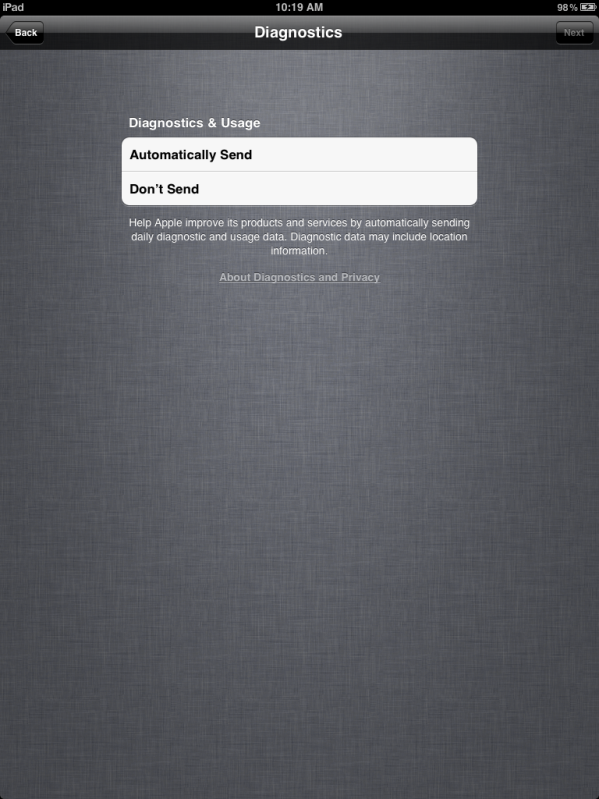 iPad 10:19 AM 98%
Back Diagnostics Next
Diagnostics & Usage
Automatically Send
Don't Send
Help Apple improve its products and services by automatically sending
daily diagnostic and usage data. Diagnostic data may include location
information.
About Diagnostics and Privacy